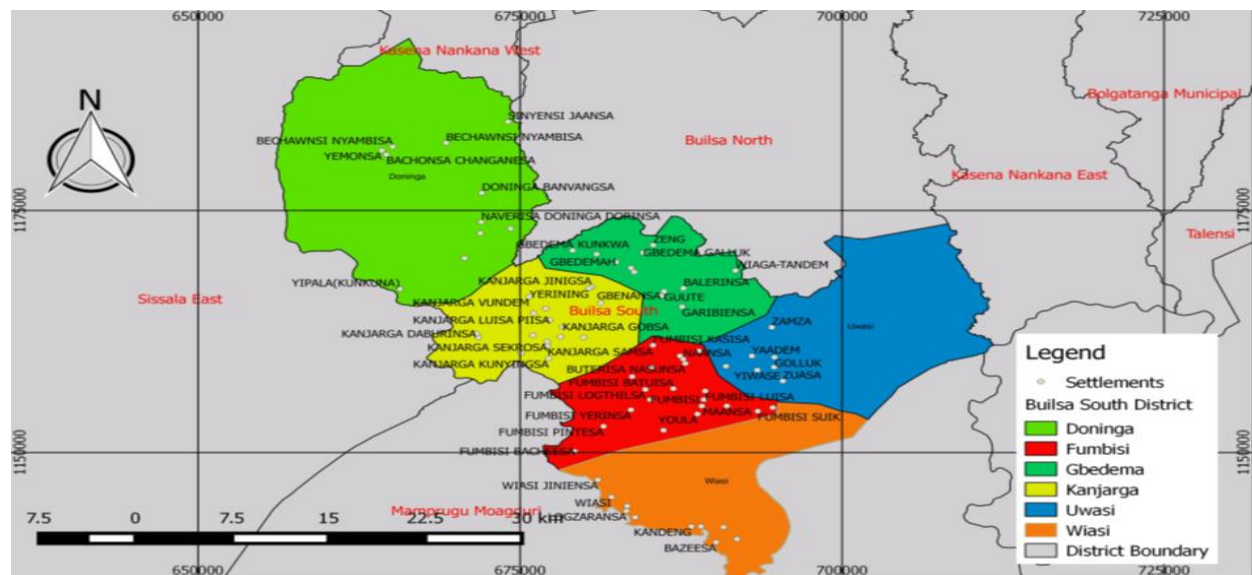 650000 675000 700000 725000
Kasena Nankana West
N
Bolgatanga Municipal
SINYENSI JAANSA
BECHAWNSI NYAMBISA
BECHAWNSI NYAMBISA
Builsa North
YEMONSA
BACHONSA CHANGANESA
Doninga
Kasena Nankana East
DONINGA BANVANGSA
1175000
1175000
NAVERISA DONINGA DORINSA
Talensi
GBEDEMA KUNKWA
ZENG
GBEDEMA GALLUK
GBEDEMAH
WIAGA-TANDEM
YIPALA(KUNKUNA)
KANJARGA JINIGSA
BALERINSA
Sissala East
KANJARGA VUNDEM
YERINING
GBENANSA
GUUTE
Builsa South
GARIBIENSA
KANJARGA LUISA PIISA
KANJARGA GOBSA
ZAMZA
Uwasi
KANJARGA DABURINSA
FUMBISI KASISA
KANJARGA SEKROSA
KANJARGA SAMSA
NAANSA
YAADEM
KANJARGA KUNYINGSA
BUTERISA NASUNSA
GOLLUK
YIWASE
ZUASA
FUMBISI BATUISA
FUMBISI LOGTHILSA
FUMBISI
FUMBISI LUISA
FUMBISI YERINSA
MAANSA
FUMBISI SUIK
YOULA
FUMBISI PINTESA
FUMBISI BACHEESA
1150000
1150000
WIASI JINIENSA
Wiasi
WIASI
Mamprugu Moagduri
LOGZARANSA
7.5 0 7.5 15 22.5 30 km
KANDENG
BAZEESA
650000 675000 700000 725000
Legend
Settlements
Builsa South District
Doninga
Fumbisi
Gbedema
Kanjarga
Uwasi
Wiasi
District Boundary